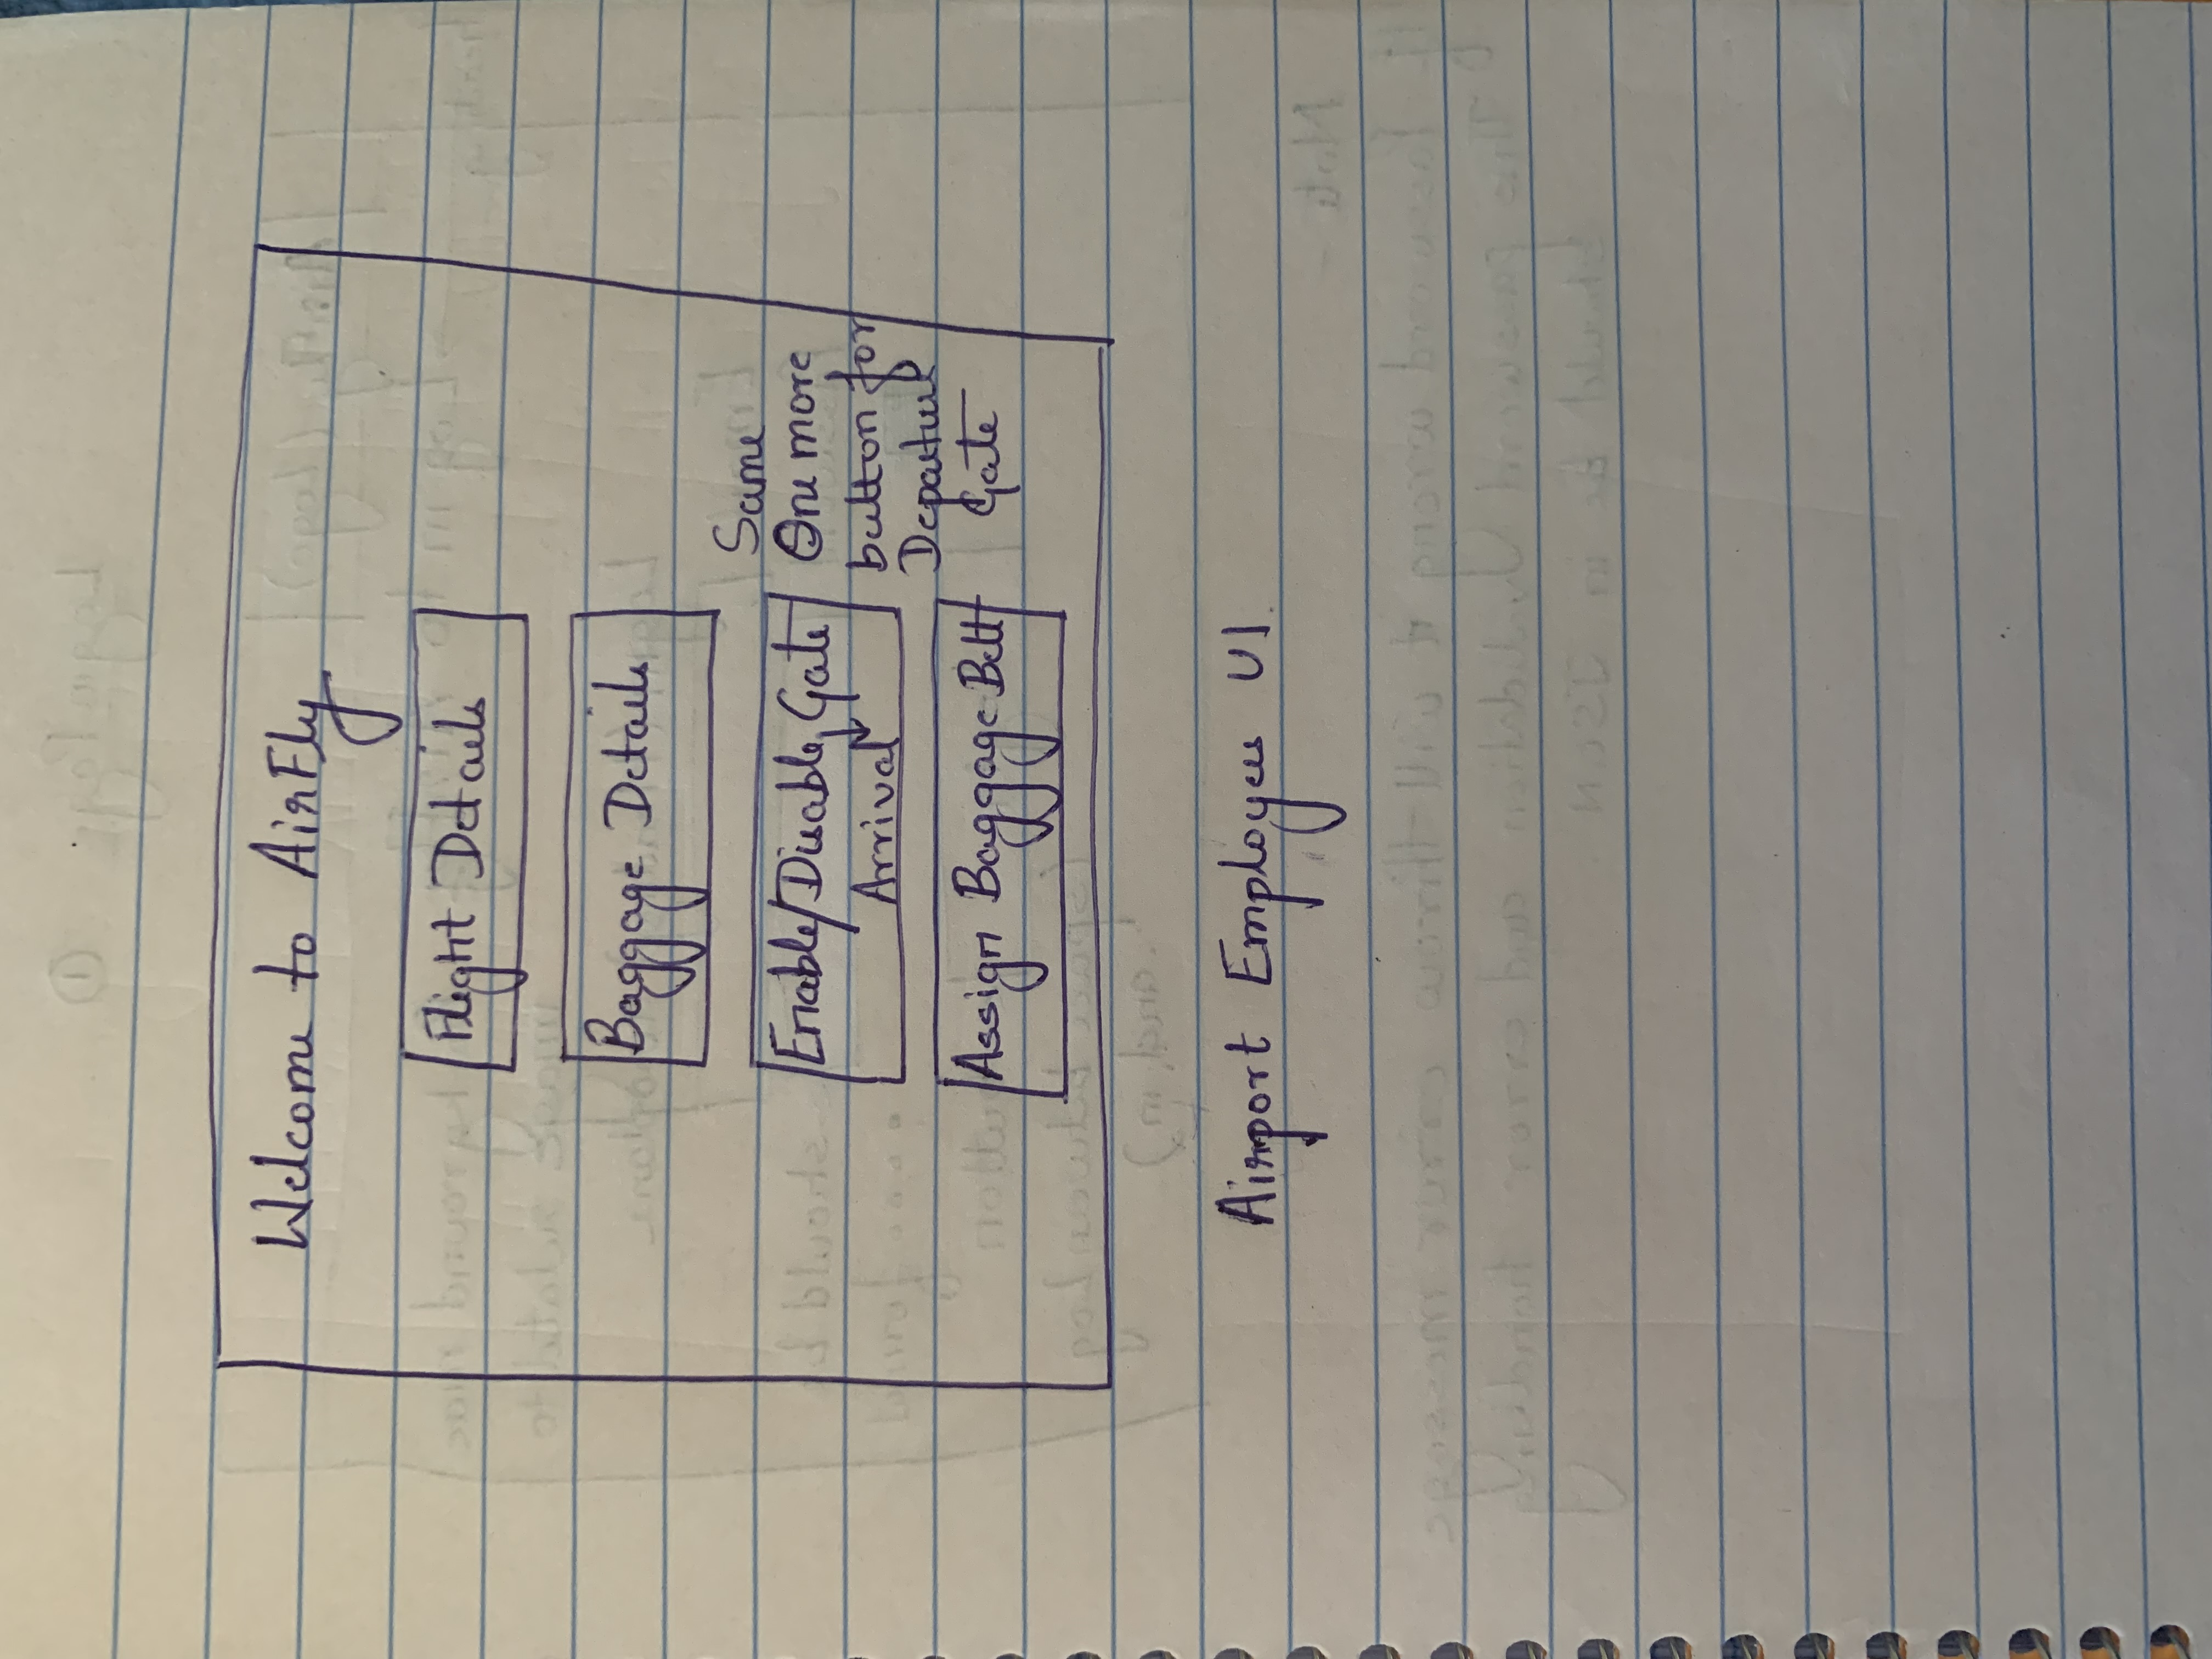 Welcome to AirFly
Flight Details
Baggage Details
Enable/Disable Gate
Arrival
Same
One more
button for
Departure
Gate
Assign Baggage Belt
Airport Employees UI